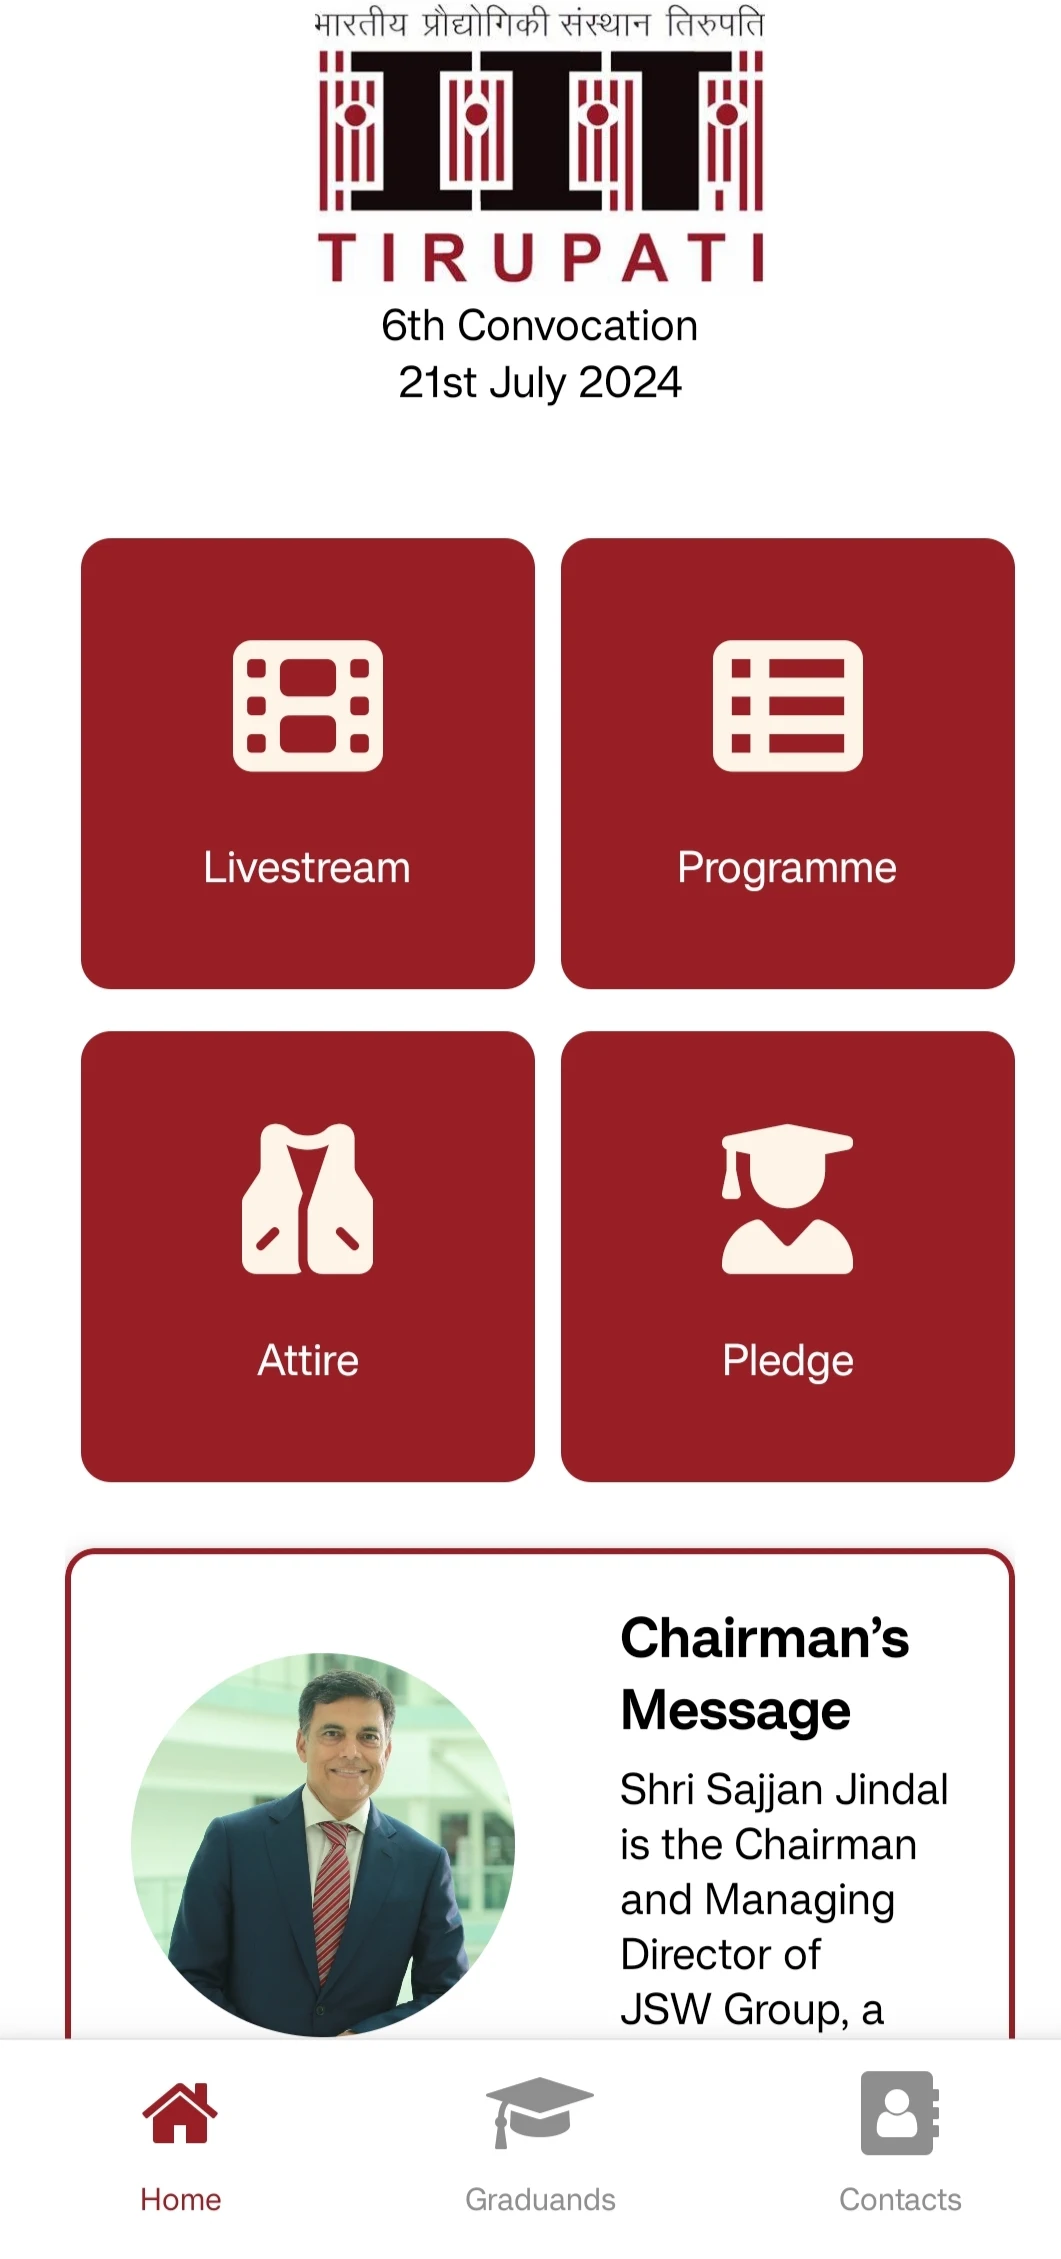 भारतीय प्रौद्योगिकी संस्थान तिरुपति
IIT
TIRUPATI
6th Convocation
21st July 2024
Livestream
Programme
Attire
Pledge
Chairman’s
Message
Shri Sajjan Jindal
is the Chairman
and Managing
Director of
JSW Group, a
Home
Graduands
Contacts